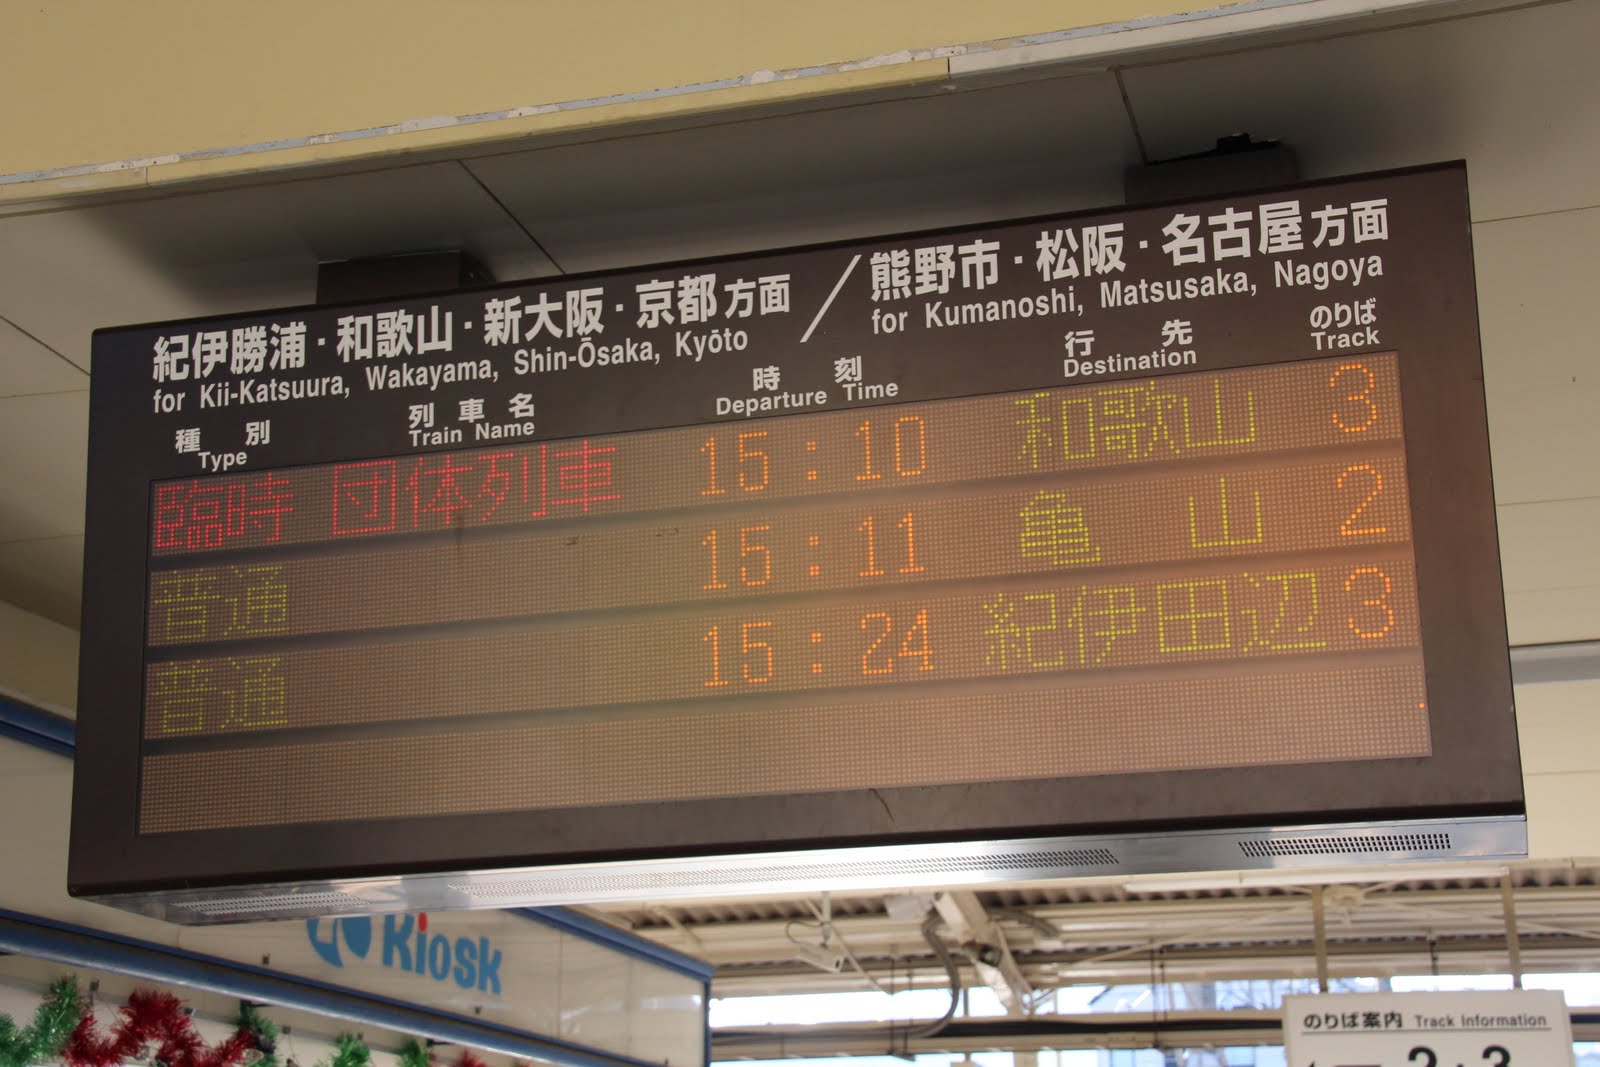 紀伊勝浦・和歌山・新大阪・京都方面／熊野市・松阪・名古屋方面
for Kii-Katsuura, Wakayama, Shin-Ōsaka, Kyōto for Kumanoshi, Matsusaka, Nagoya
種別 列車名 時刻 行先 のりば
Type Train Name Departure Time Destination Track
臨時 団体列車 15:10 和歌山 3
普通 15:11 亀山 2
普通 15:24 紀伊田辺 3
Kiosk
のりば案内 Track Information
2・3